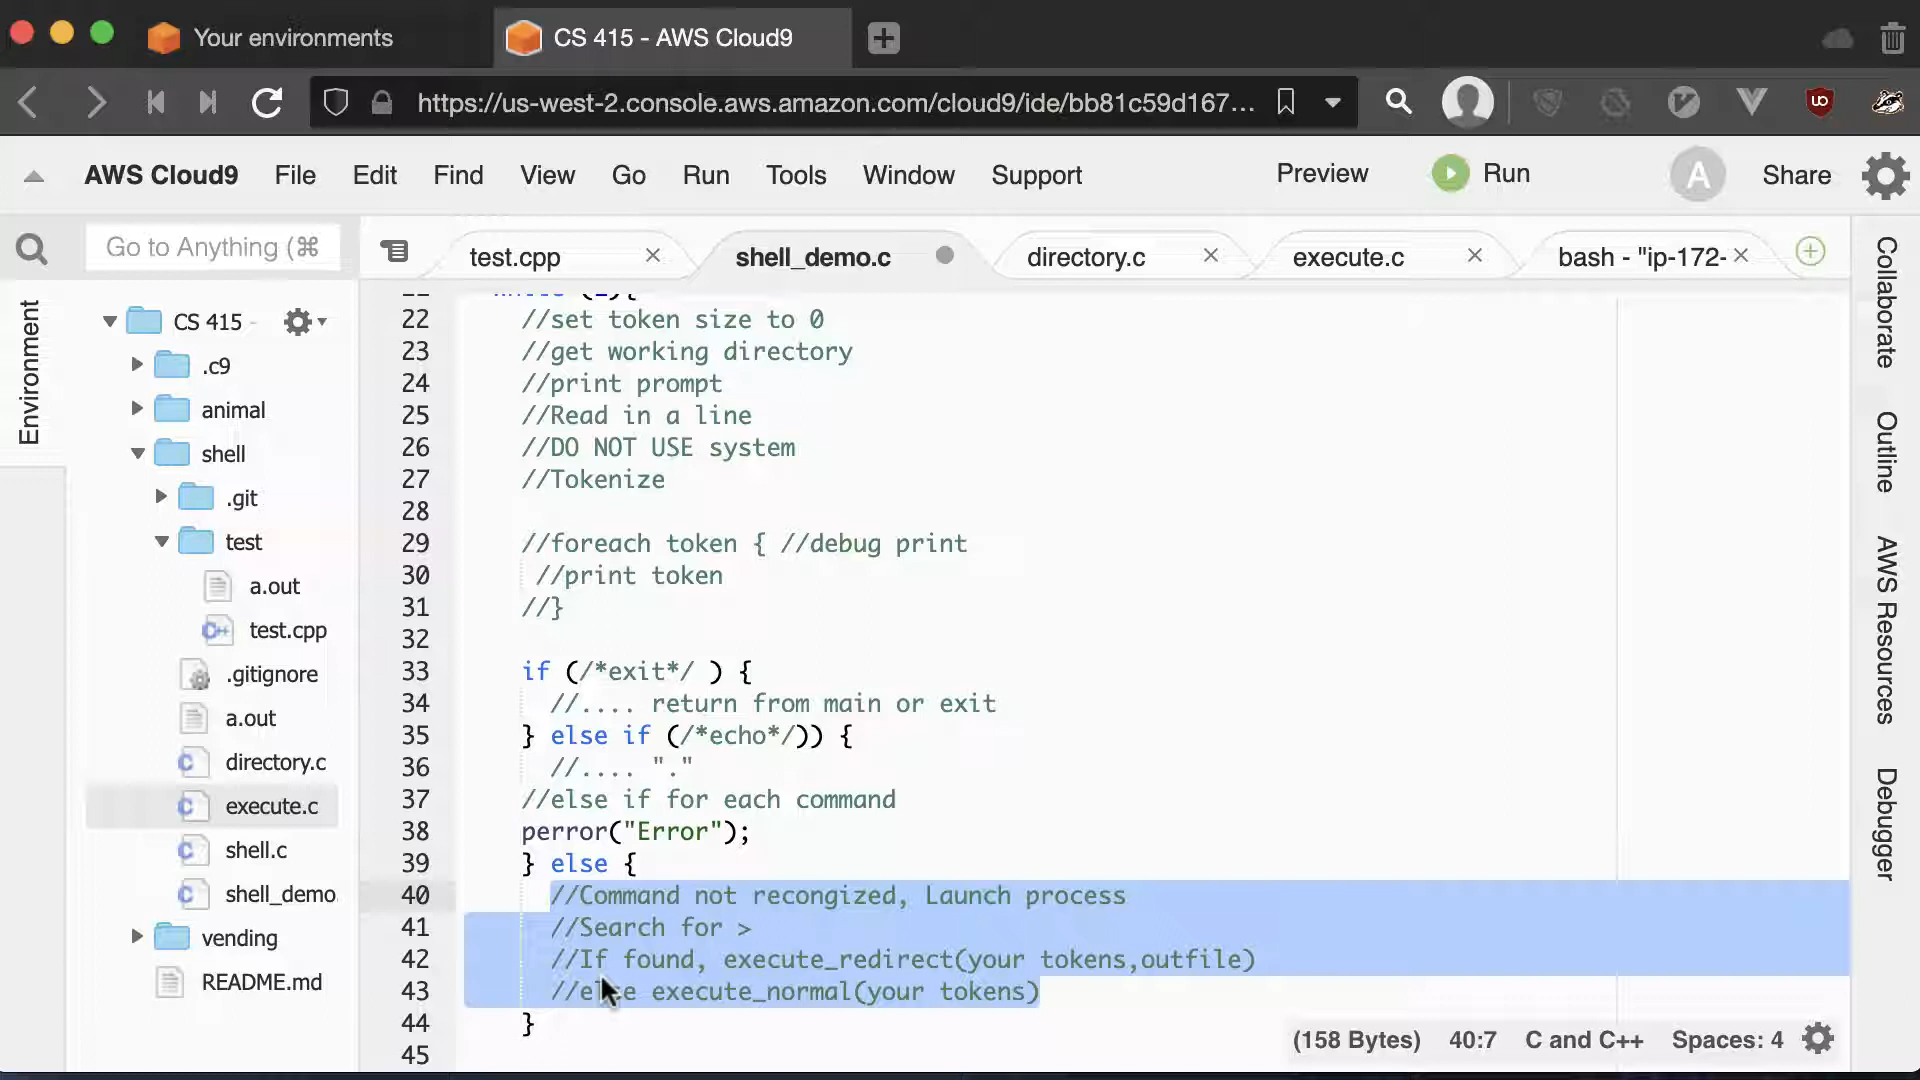 Your environments
CS 415 - AWS Cloud9
https://us-west-2.console.aws.amazon.com/cloud9/ide/bb81c59d167...
AWS Cloud9 File Edit Find View Go Run Tools Window Support Preview Run A Share
Go to Anything (⌘
test.cpp
shell_demo.c
directory.c
execute.c
bash - "ip-172-
Environment
CS 415 -
.c9
animal
shell
.git
test
a.out
test.cpp
.gitignore
a.out
directory.c
execute.c
shell.c
shell_demo.
vending
README.md
22 //set token size to 0
23 //get working directory
24 //print prompt
25 //Read in a line
26 //DO NOT USE system
27 //Tokenize
28
29 //foreach token { //debug print
30 //print token
31 //}
32
33 if (/*exit*/ ) {
34 //.... return from main or exit
35 } else if (/*echo*/)) {
36 //.... "."
37 //else if for each command
38 perror("Error");
39 } else {
40 //Command not recongized, Launch process
41 //Search for >
42 //If found, execute_redirect(your tokens,outfile)
43 //else execute_normal(your tokens)
44 }
45
(158 Bytes) 40:7 C and C++ Spaces: 4
Collaborate
Outline
AWS Resources
Debugger